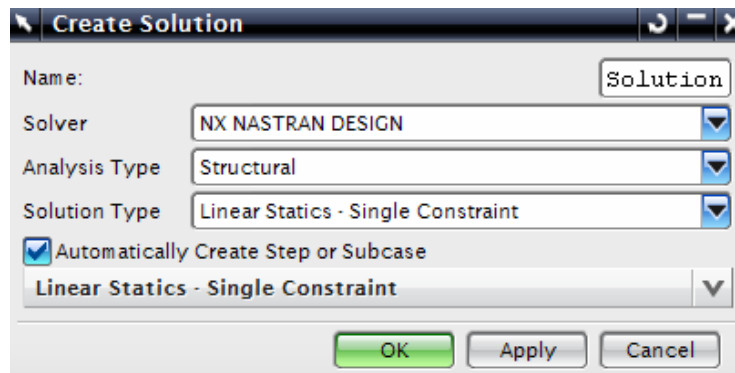 Create Solution
Name: Solution
Solver NX NASTRAN DESIGN
Analysis Type Structural
Solution Type Linear Statics - Single Constraint
Automatically Create Step or Subcase
Linear Statics - Single Constraint
OK Apply Cancel